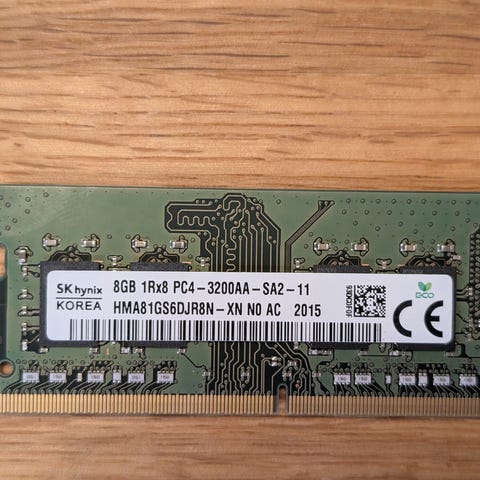 SK hynix
KOREA
8GB 1Rx8 PC4-3200AA-SA2-11
HMA81GS6DJR8N-XN N0 AC 2015
ECO
CE